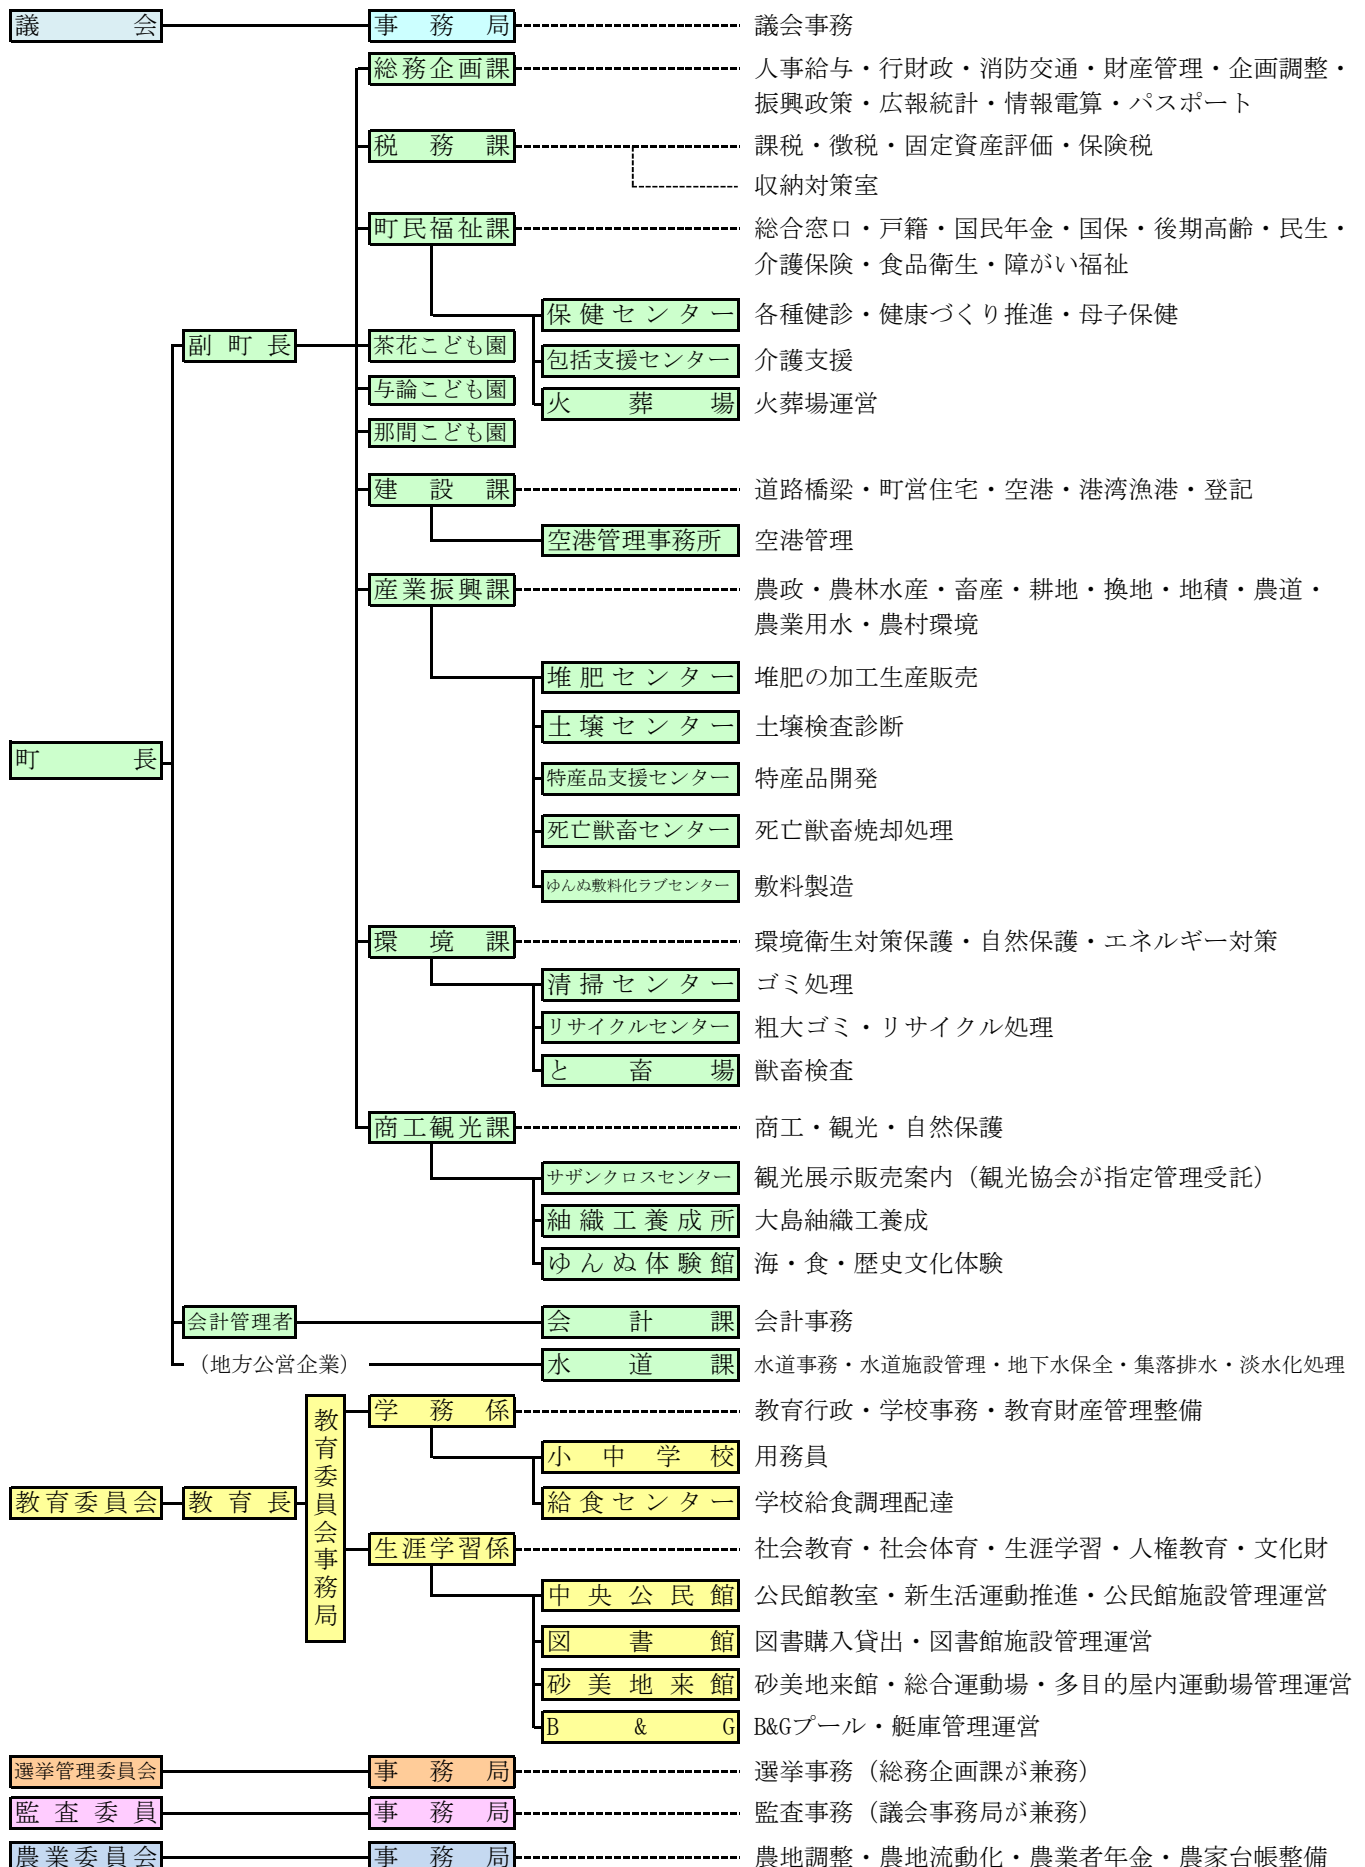 議会 事務局 議会事務
総務企画課 人事給与・行財政・消防交通・財産管理・企画調整・
振興政策・広報統計・情報電算・パスポート
税務課 課税・徴税・固定資産評価・保険税
収納対策室
町民福祉課 総合窓口・戸籍・国民年金・国保・後期高齢・民生・
介護保険・食品衛生・障がい福祉
保健センター 各種健診・健康づくり推進・母子保健
副町長 茶花こども園
包括支援センター 介護支援
与論こども園
火葬場 火葬場運営
那間こども園
建設課 道路橋梁・町営住宅・空港・港湾漁港・登記
空港管理事務所 空港管理
産業振興課 農政・農林水産・畜産・耕地・換地・地積・農道・
農業用水・農村環境
堆肥センター 堆肥の加工生産販売
土壌センター 土壌検査診断
町長
特産品支援センター 特産品開発
死亡獣畜センター 死亡獣畜焼却処理
ゆんぬ敷料化ラブセンター 敷料製造
環境課 環境衛生対策保護・自然保護・エネルギー対策
清掃センター ゴミ処理
リサイクルセンター 粗大ゴミ・リサイクル処理
と畜場 獣畜検査
商工観光課 商工・観光・自然保護
サザンクロスセンター 観光展示販売案内（観光協会が指定管理受託）
紬織工養成所 大島紬織工養成
ゆんぬ体験館 海・食・歴史文化体験
会計管理者 会計課 会計事務
（地方公営企業） 水道課 水道事務・水道施設管理・地下水保全・集落排水・淡水化処理
学務係 教育行政・学校事務・教育財産管理整備
小中学校 用務員
教育委員会 教育長 教育委員会事務局 給食センター 学校給食調理配達
生涯学習係 社会教育・社会体育・生涯学習・人権教育・文化財
中央公民館 公民館教室・新生活運動推進・公民館施設管理運営
図書館 図書購入貸出・図書館施設管理運営
砂美地来館 砂美地来館・総合運動場・多目的屋内運動場管理運営
B&G B&Gプール・艇庫管理運営
選挙管理委員会 事務局 選挙事務（総務企画課が兼務）
監査委員 事務局 監査事務（議会事務局が兼務）
農業委員会 事務局 農地調整・農地流動化・農業者年金・農家台帳整備